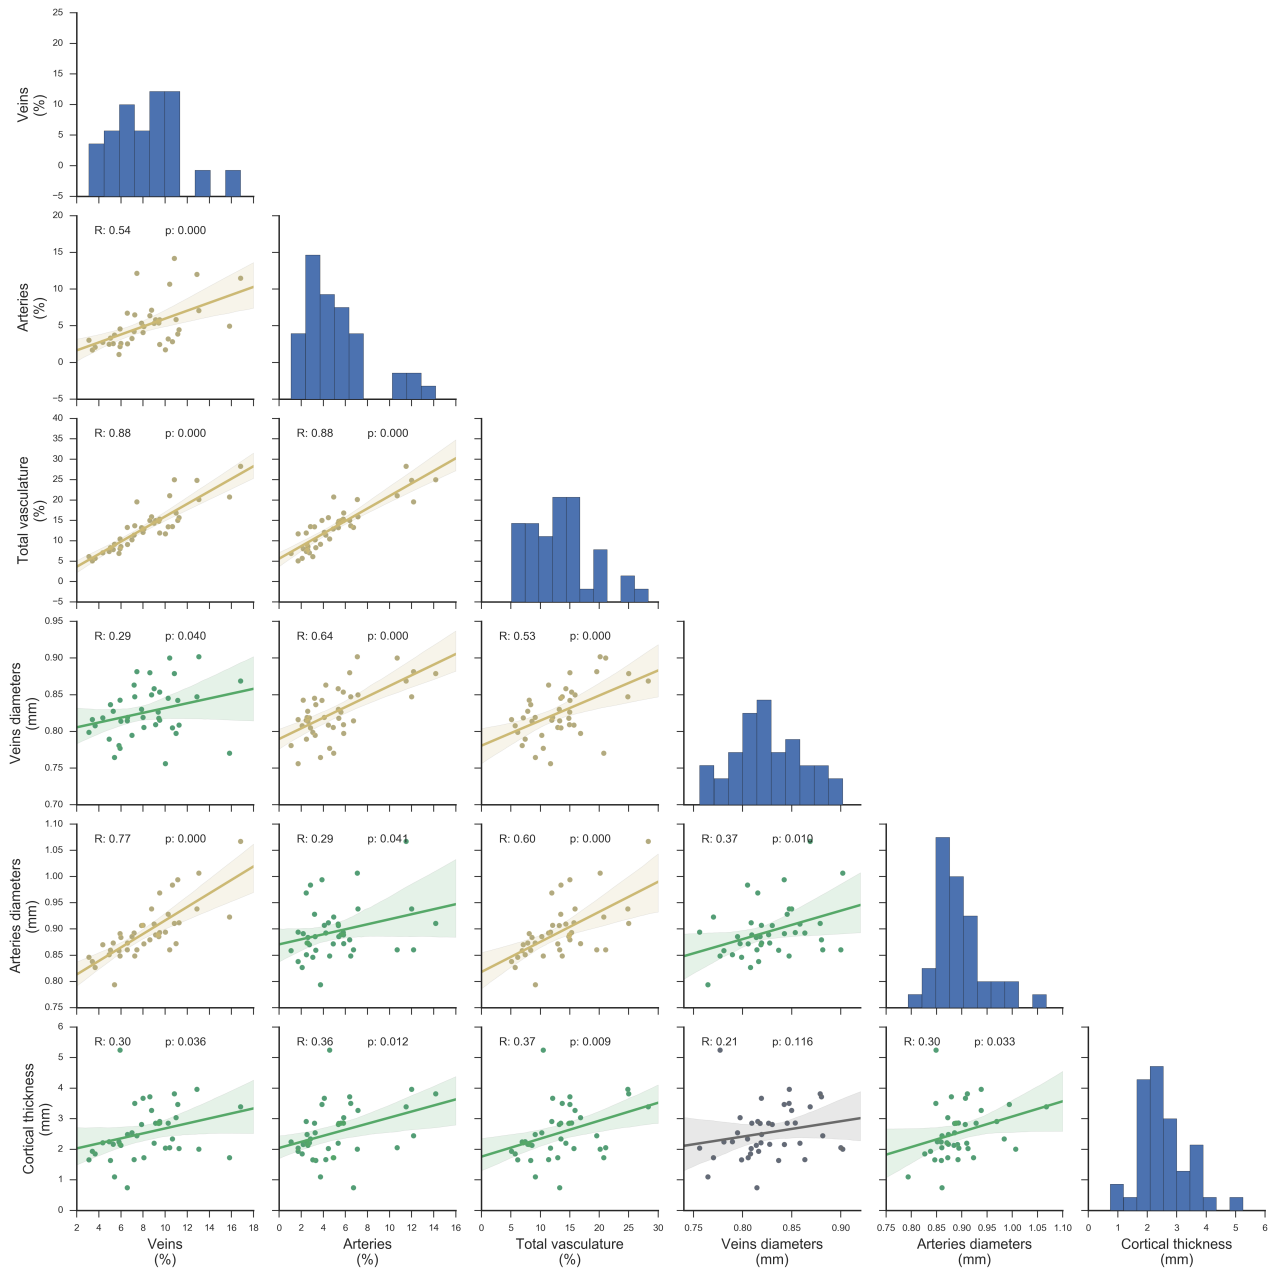 25
20
15
10
5
0
−5
Veins
(%)
20
15
10
5
0
−5
Arteries
(%)
R: 0.54 p: 0.000
40
35
30
25
20
15
10
5
0
−5
Total vasculature
(%)
R: 0.88 p: 0.000
R: 0.88 p: 0.000
0.95
0.90
0.85
0.80
0.75
0.70
Veins diameters
(mm)
R: 0.29 p: 0.040
R: 0.64 p: 0.000
R: 0.53 p: 0.000
1.10
1.05
1.00
0.95
0.90
0.85
0.80
0.75
Arteries diameters
(mm)
R: 0.77 p: 0.000
R: 0.29 p: 0.041
R: 0.60 p: 0.000
R: 0.37 p: 0.010
6
5
4
3
2
1
0
Cortical thickness
(mm)
R: 0.30 p: 0.036
R: 0.36 p: 0.012
R: 0.37 p: 0.009
R: 0.21 p: 0.116
R: 0.30 p: 0.033
2 4 6 8 10 12 14 16 18
Veins
(%)
0 2 4 6 8 10 12 14 16
Arteries
(%)
0 5 10 15 20 25 30
Total vasculature
(%)
0.75 0.80 0.85 0.90
Veins diameters
(mm)
0.75 0.80 0.85 0.90 0.95 1.00 1.05 1.10
Arteries diameters
(mm)
0 1 2 3 4 5 6
Cortical thickness
(mm)